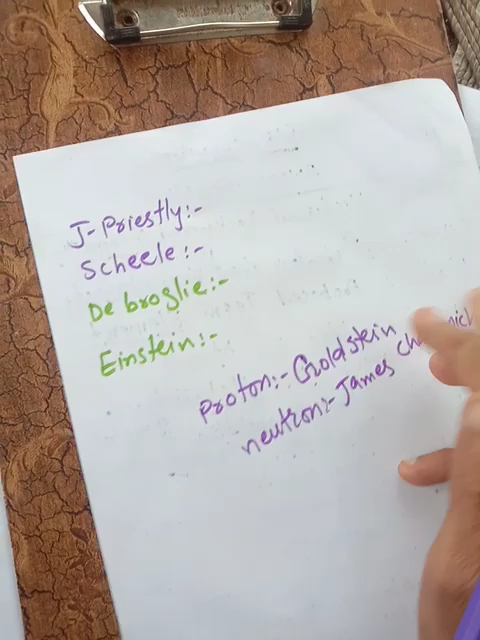 J-Priestly:-
Scheele:-
De broglie:-
Einstein:-
Proton:- Goldstein
neutron:- James